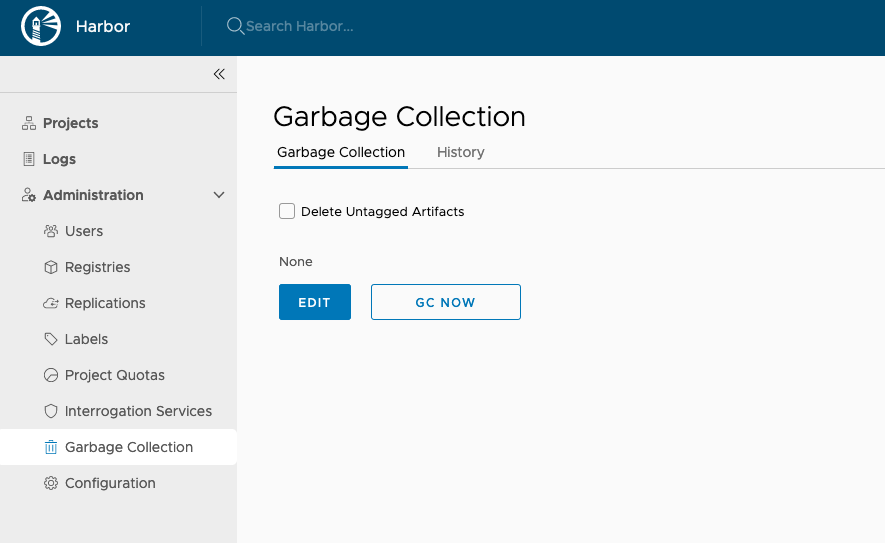 Harbor
Search Harbor...
Projects
Logs
Administration
Users
Registries
Replications
Labels
Project Quotas
Interrogation Services
Garbage Collection
Configuration
Garbage Collection
Garbage Collection History
Delete Untagged Artifacts
None
EDIT GC NOW